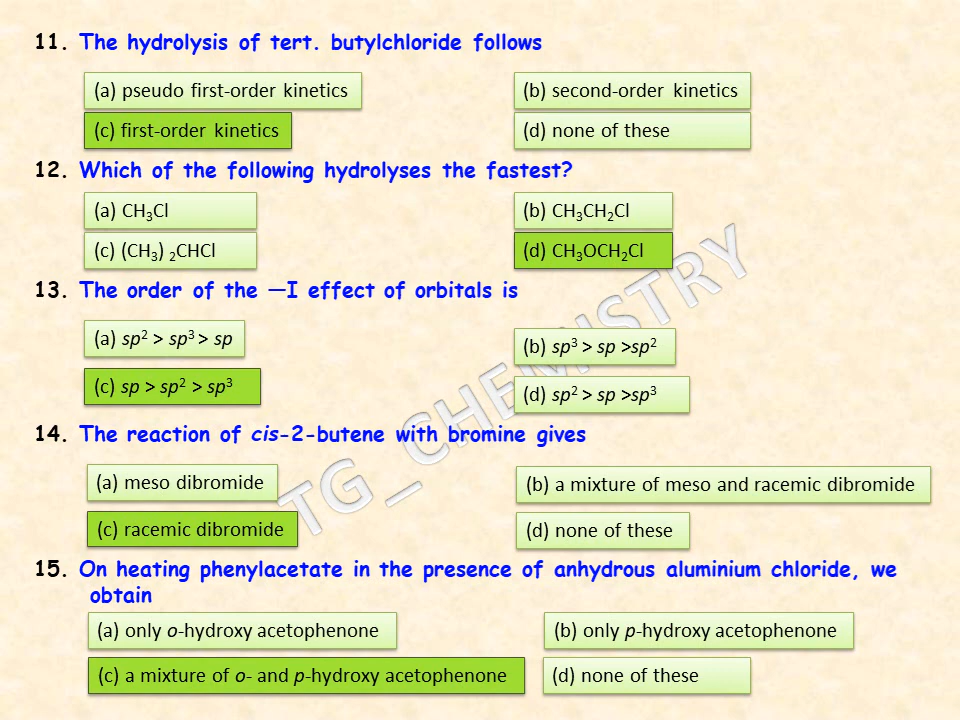 11. The hydrolysis of tert. butylchloride follows
(a) pseudo first-order kinetics (b) second-order kinetics
(c) first-order kinetics (d) none of these
12. Which of the following hydrolyses the fastest?
(a) CH₃Cl (b) CH₃CH₂Cl
(c) (CH₃) ₂CHCl (d) CH₃OCH₂Cl
13. The order of the —I effect of orbitals is
(a) sp² > sp³ > sp (b) sp³ > sp >sp²
(c) sp > sp² > sp³ (d) sp² > sp >sp³
14. The reaction of cis-2-butene with bromine gives
(a) meso dibromide (b) a mixture of meso and racemic dibromide
(c) racemic dibromide (d) none of these
15. On heating phenylacetate in the presence of anhydrous aluminium chloride, we
obtain
(a) only o-hydroxy acetophenone (b) only p-hydroxy acetophenone
(c) a mixture of o- and p-hydroxy acetophenone (d) none of these
TG_CHEMISTRY